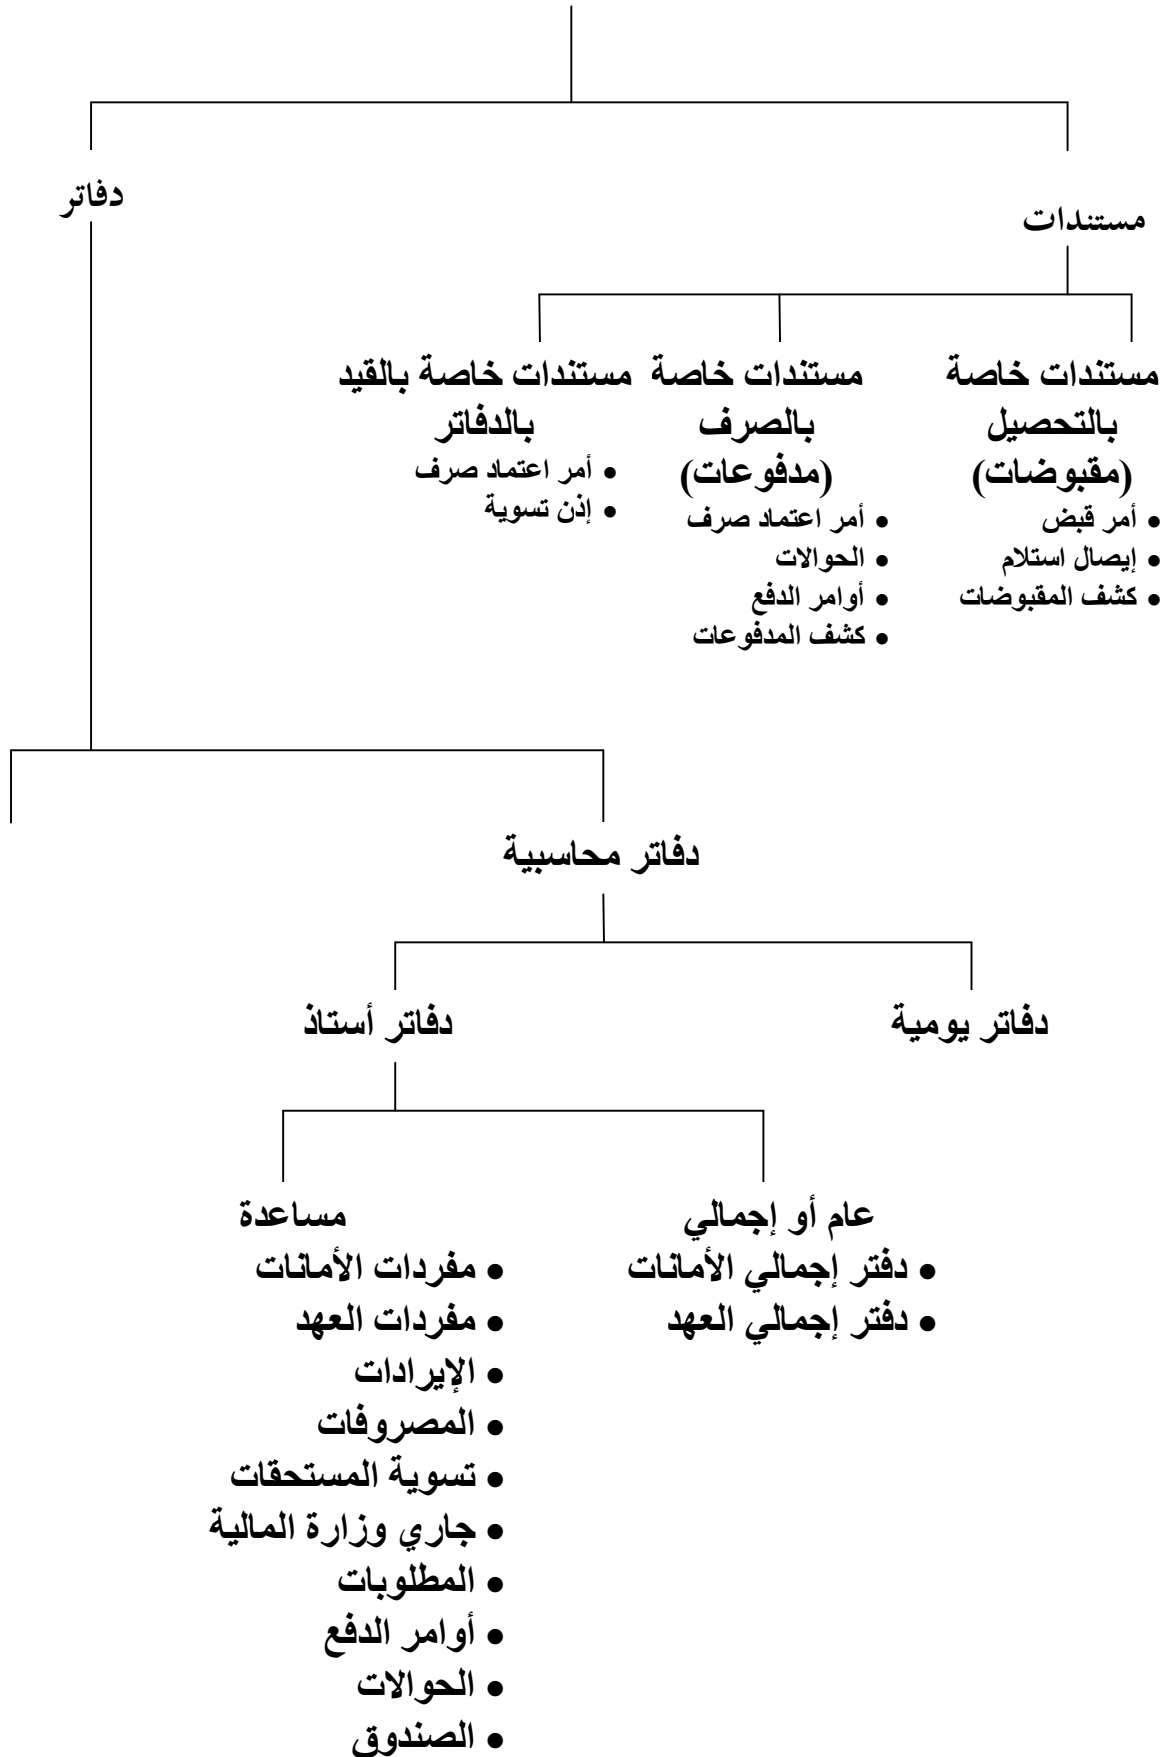 دفاتر
مستندات
مستندات خاصة
بالتحصيل
(مقبوضات)
• أمر قبض
• إيصال استلام
• كشف المقبوضات
مستندات خاصة
بالصرف
(مدفوعات)
• أمر اعتماد صرف
• الحوالات
• أوامر الدفع
• كشف المدفوعات
مستندات خاصة بالقيد
بالدفاتر
• أمر اعتماد صرف
• إذن تسوية
دفاتر محاسبية
دفاتر يومية
دفاتر أستاذ
عام أو إجمالي
• دفتر إجمالي الأمانات
• دفتر إجمالي العهد
مساعدة
• مفردات الأمانات
• مفردات العهد
• الإيرادات
• المصروفات
• تسوية المستحقات
• جاري وزارة المالية
• المطلوبات
• أوامر الدفع
• الحوالات
• الصندوق